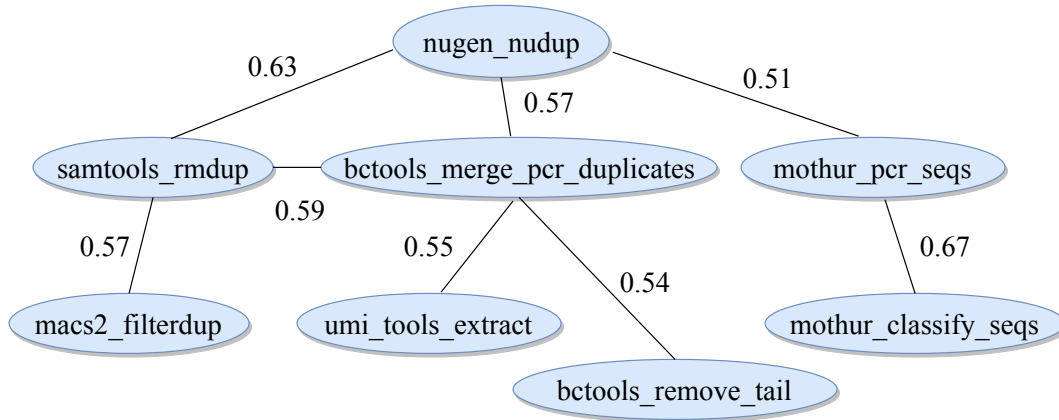 nugen_nudup
0.63
0.57
0.51
samtools_rmdup
bctools_merge_pcr_duplicates
mothur_pcr_seqs
0.59
0.57
0.55
0.54
0.67
macs2_filterdup
umi_tools_extract
mothur_classify_seqs
bctools_remove_tail